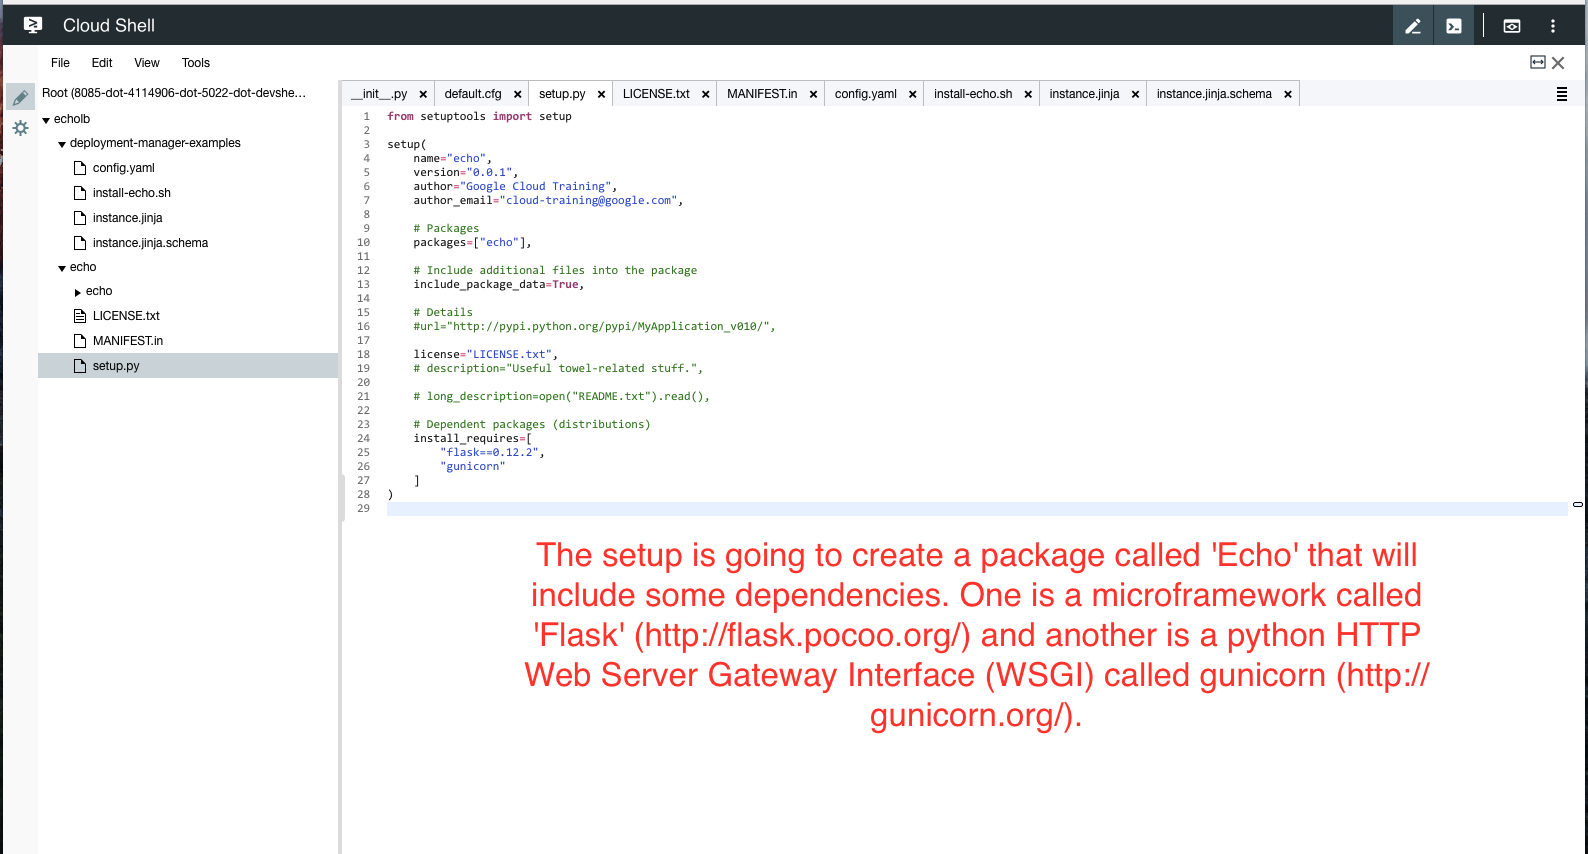 Cloud Shell
File Edit View Tools
Root (8085-dot-4114906-dot-5022-dot-devshe...
echolb
deployment-manager-examples
config.yaml
install-echo.sh
instance.jinja
instance.jinja.schema
echo
echo
LICENSE.txt
MANIFEST.in
setup.py
__init__.py default.cfg setup.py LICENSE.txt MANIFEST.in config.yaml install-echo.sh instance.jinja instance.jinja.schema
1 from setuptools import setup
2
3 setup(
4 name="echo",
5 version="0.0.1",
6 author="Google Cloud Training",
7 author_email="cloud-training@google.com",
8
9 # Packages
10 packages=["echo"],
11
12 # Include additional files into the package
13 include_package_data=True,
14
15 # Details
16 #url="http://pypi.python.org/pypi/MyApplication_v010/",
17
18 license="LICENSE.txt",
19 # description="Useful towel-related stuff.",
20
21 # long_description=open("README.txt").read(),
22
23 # Dependent packages (distributions)
24 install_requires=[
25 "flask==0.12.2",
26 "gunicorn"
27 ]
28 )
29
The setup is going to create a package called 'Echo' that will
include some dependencies. One is a microframework called
'Flask' (http://flask.pocoo.org/) and another is a python HTTP
Web Server Gateway Interface (WSGI) called gunicorn (http://
gunicorn.org/).